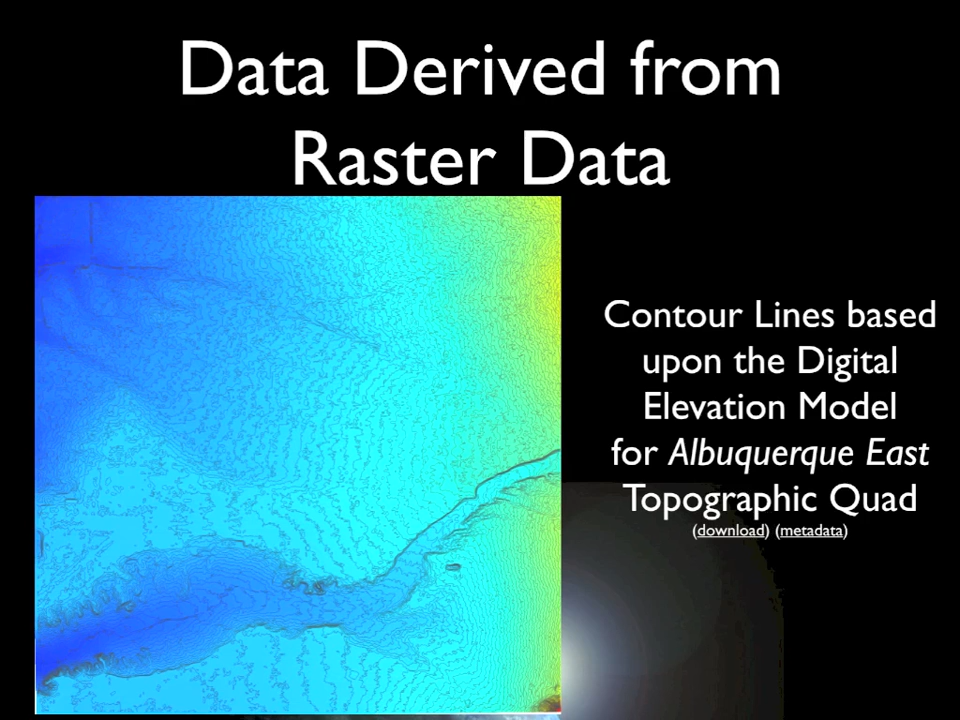 Data Derived from
Raster Data
Contour Lines based
upon the Digital
Elevation Model
for Albuquerque East
Topographic Quad
(download) (metadata)